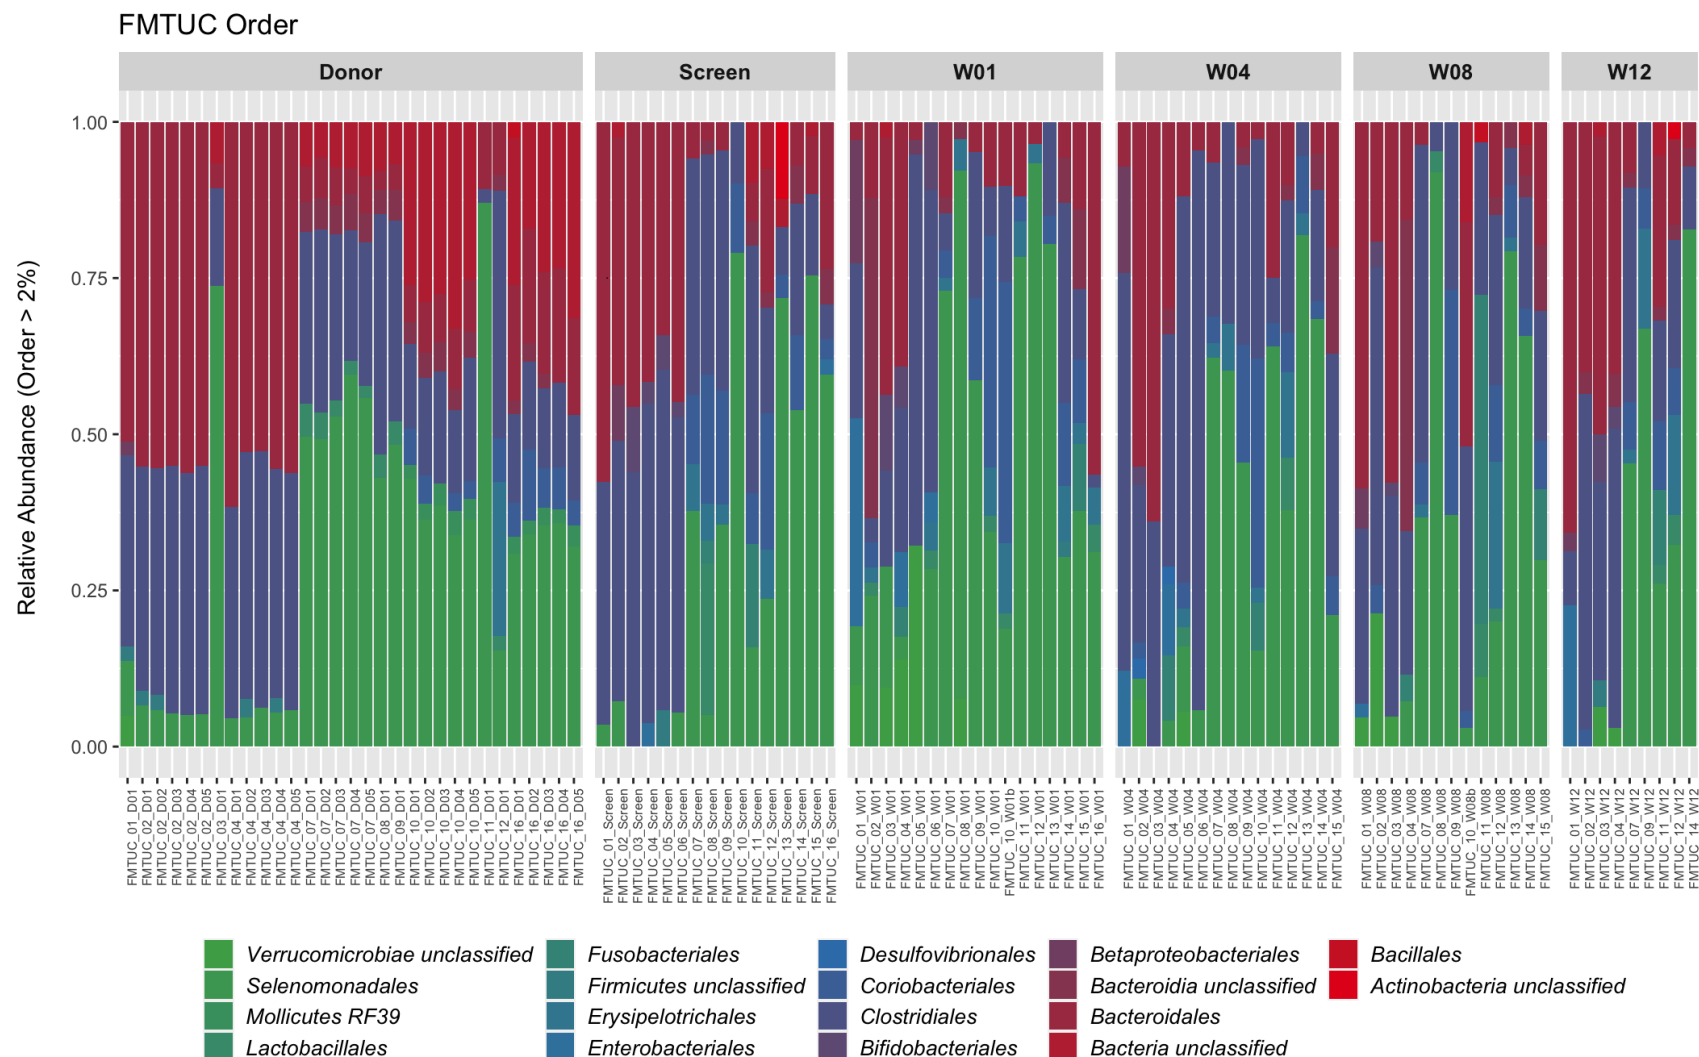 FMTUC Order
Donor
Screen
W01
W04
W08
W12
Relative Abundance (Order > 2%)
1.00
0.75
0.50
0.25
0.00
FMTUC_01_D01
FMTUC_02_D01
FMTUC_02_D02
FMTUC_02_D03
FMTUC_02_D04
FMTUC_02_D05
FMTUC_03_D01
FMTUC_04_D01
FMTUC_04_D02
FMTUC_04_D03
FMTUC_04_D04
FMTUC_04_D05
FMTUC_07_D01
FMTUC_07_D02
FMTUC_07_D03
FMTUC_07_D04
FMTUC_07_D05
FMTUC_08_D01
FMTUC_09_D01
FMTUC_10_D01
FMTUC_10_D02
FMTUC_10_D03
FMTUC_10_D04
FMTUC_10_D05
FMTUC_11_D01
FMTUC_12_D01
FMTUC_16_D01
FMTUC_16_D02
FMTUC_16_D03
FMTUC_16_D04
FMTUC_16_D05
FMTUC_01_Screen
FMTUC_02_Screen
FMTUC_03_Screen
FMTUC_04_Screen
FMTUC_05_Screen
FMTUC_06_Screen
FMTUC_07_Screen
FMTUC_08_Screen
FMTUC_09_Screen
FMTUC_10_Screen
FMTUC_11_Screen
FMTUC_12_Screen
FMTUC_13_Screen
FMTUC_14_Screen
FMTUC_15_Screen
FMTUC_16_Screen
FMTUC_01_W01
FMTUC_02_W01
FMTUC_03_W01
FMTUC_04_W01
FMTUC_05_W01
FMTUC_06_W01
FMTUC_07_W01
FMTUC_08_W01
FMTUC_09_W01
FMTUC_10_W01
FMTUC_10_W01b
FMTUC_11_W01
FMTUC_12_W01
FMTUC_13_W01
FMTUC_14_W01
FMTUC_15_W01
FMTUC_16_W01
FMTUC_01_W04
FMTUC_02_W04
FMTUC_03_W04
FMTUC_04_W04
FMTUC_05_W04
FMTUC_06_W04
FMTUC_07_W04
FMTUC_08_W04
FMTUC_09_W04
FMTUC_10_W04
FMTUC_11_W04
FMTUC_12_W04
FMTUC_13_W04
FMTUC_14_W04
FMTUC_15_W04
FMTUC_01_W08
FMTUC_02_W08
FMTUC_03_W08
FMTUC_04_W08
FMTUC_07_W08
FMTUC_08_W08
FMTUC_09_W08
FMTUC_10_W08b
FMTUC_11_W08
FMTUC_12_W08
FMTUC_13_W08
FMTUC_14_W08
FMTUC_15_W08
FMTUC_01_W12
FMTUC_02_W12
FMTUC_03_W12
FMTUC_04_W12
FMTUC_07_W12
FMTUC_09_W12
FMTUC_11_W12
FMTUC_12_W12
FMTUC_14_W12
Verrucomicrobiae unclassified
Selenomonadales
Mollicutes RF39
Lactobacillales
Fusobacteriales
Firmicutes unclassified
Erysipelotrichales
Enterobacteriales
Desulfovibrionales
Coriobacteriales
Clostridiales
Bifidobacteriales
Betaproteobacteriales
Bacteroidia unclassified
Bacteroidales
Bacteria unclassified
Bacillales
Actinobacteria unclassified